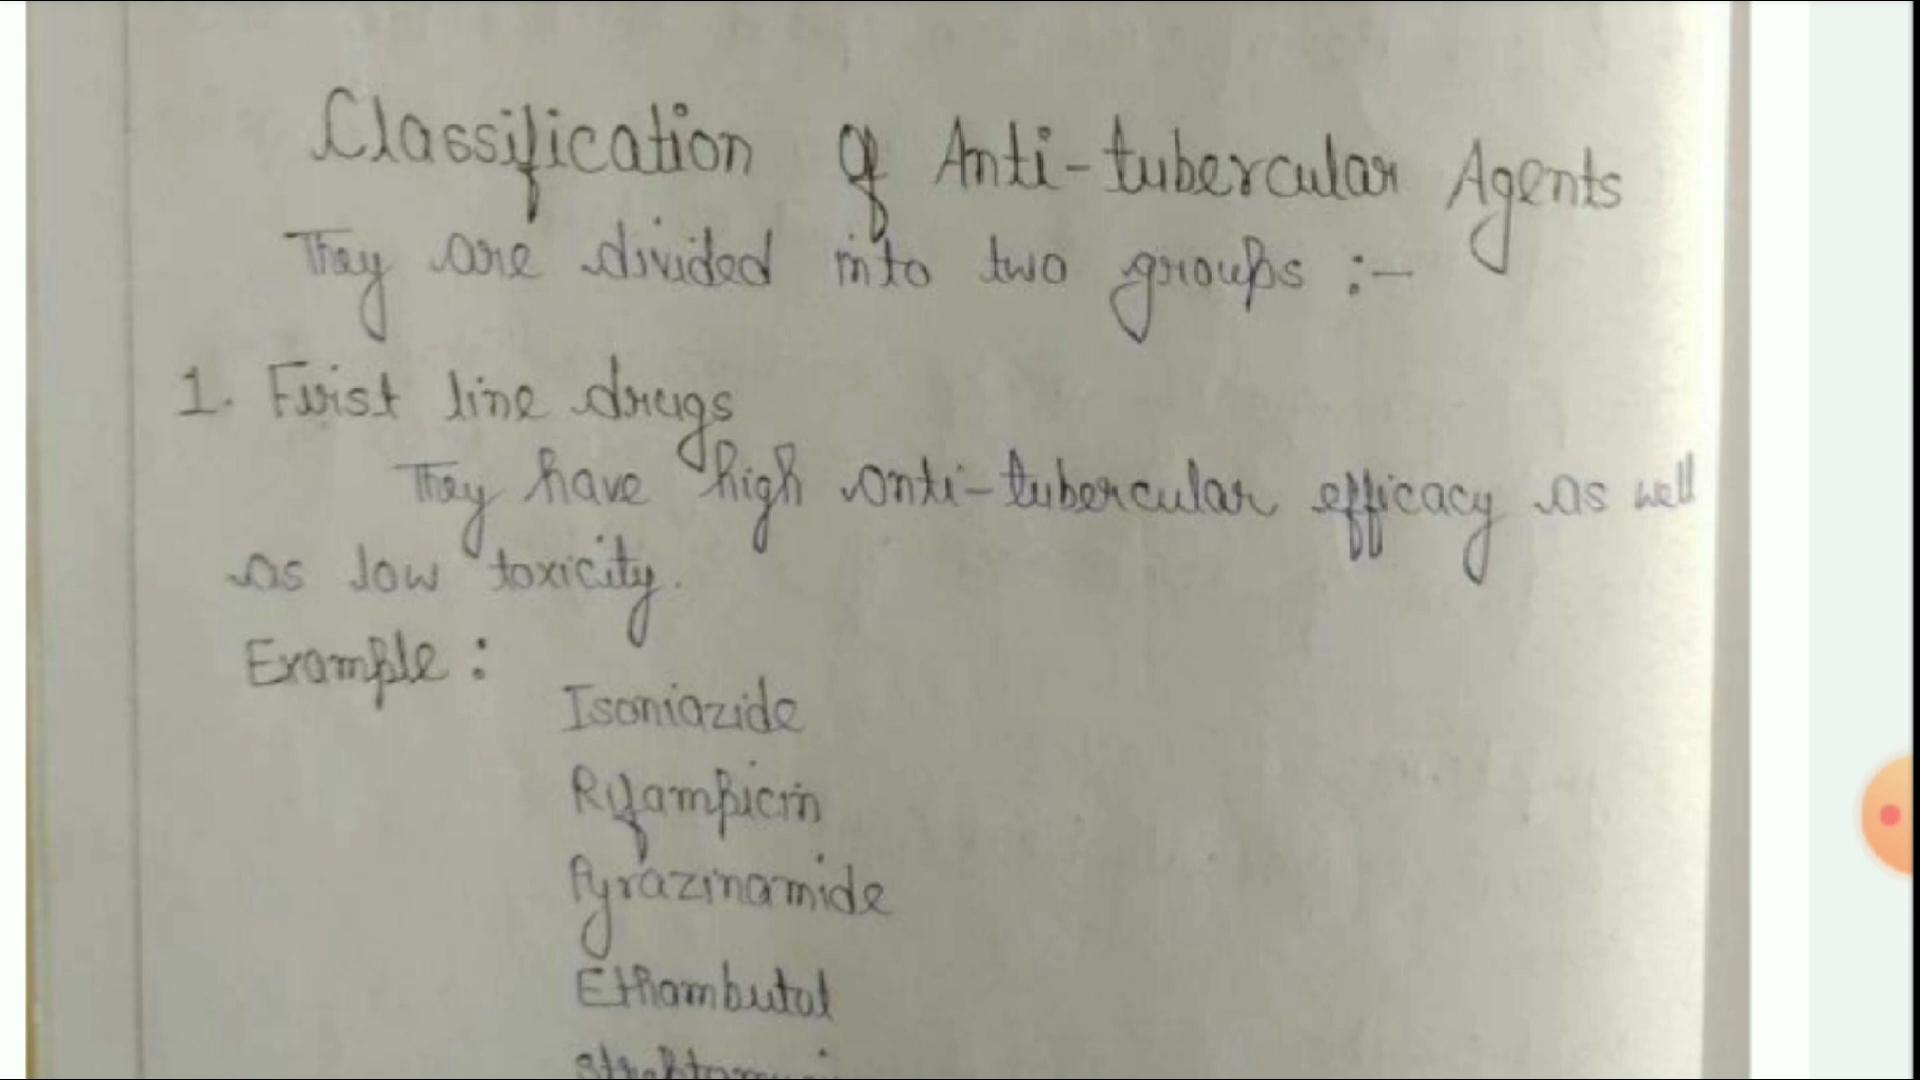 Classification of Anti-tubercular Agents
They are divided into two groups :-
1. First line drugs
They have high anti-tubercular efficacy as well
as low toxicity.
Example :
Isoniazide
Rifampicin
Pyrazinamide
Ethambutol